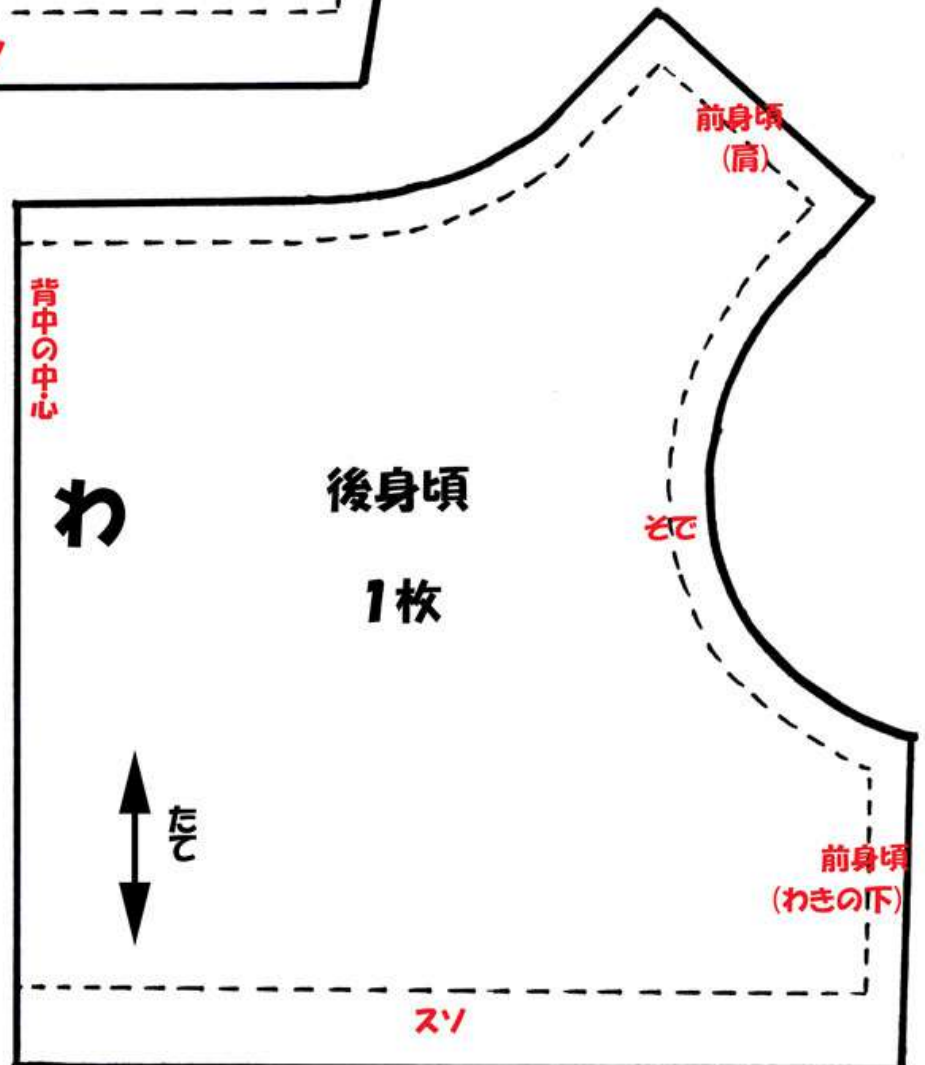 前身頃
(肩)
背中の中心
わ
後身頃
1枚
そで
たて
前身頃
(わきの下)
スソ